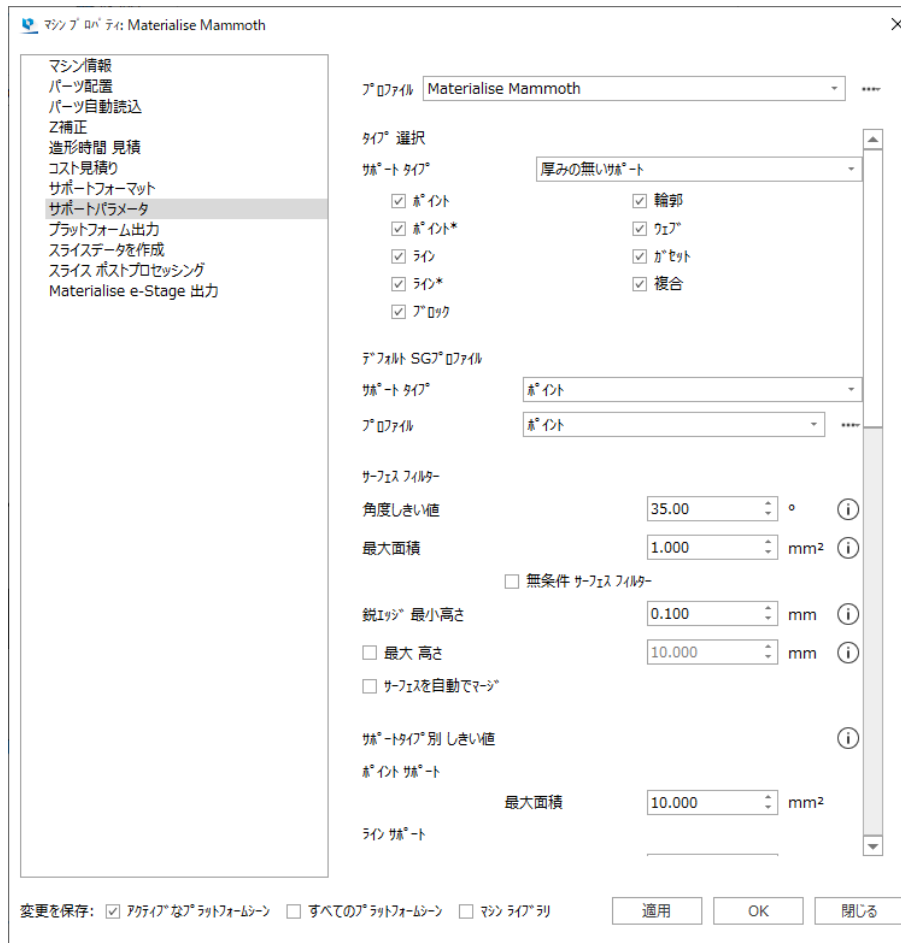 ﾏｼﾝ ﾌﾟﾛﾊﾟﾃｨ: Materialise Mammoth
マシン情報
パーツ配置
パーツ自動読込
Z補正
造形時間 見積
コスト見積り
サポートフォーマット
サポートパラメータ
プラットフォーム出力
スライスデータを作成
スライス ポストプロセッシング
Materialise e-Stage 出力
ﾌﾟﾛﾌｧｲﾙ Materialise Mammoth
ﾀｲﾌﾟ 選択
ｻﾎﾟｰﾄ ﾀｲﾌﾟ 厚みの無いｻﾎﾟｰﾄ
ﾎﾟｲﾝﾄ 輪郭
ﾎﾟｲﾝﾄ* ｳｪﾌﾞ
ﾗｲﾝ ｶﾞｾｯﾄ
ﾗｲﾝ* 複合
ﾌﾞﾛｯｸ
ﾃﾞﾌｫﾙﾄ SGﾌﾟﾛﾌｧｲﾙ
ｻﾎﾟｰﾄ ﾀｲﾌﾟ ﾎﾟｲﾝﾄ
ﾌﾟﾛﾌｧｲﾙ ﾎﾟｲﾝﾄ
ｻｰﾌｪｽ ﾌｨﾙﾀｰ
角度しきい値 35.00 °
最大面積 1.000 mm²
無条件 ｻｰﾌｪｽ ﾌｨﾙﾀｰ
鋭ｴｯｼﾞ 最小高さ 0.100 mm
最大 高さ 10.000 mm
ｻｰﾌｪｽを自動でﾏｰｼﾞ
ｻﾎﾟｰﾄﾀｲﾌﾟ別 しきい値
ﾎﾟｲﾝﾄ ｻﾎﾟｰﾄ
最大面積 10.000 mm²
ﾗｲﾝ ｻﾎﾟｰﾄ
変更を保存: ｱｸﾃｨﾌﾞなﾌﾟﾗｯﾄﾌｫｰﾑｼｰﾝ すべてのﾌﾟﾗｯﾄﾌｫｰﾑｼｰﾝ ﾏｼﾝ ﾗｲﾌﾞﾗﾘ 適用 OK 閉じる